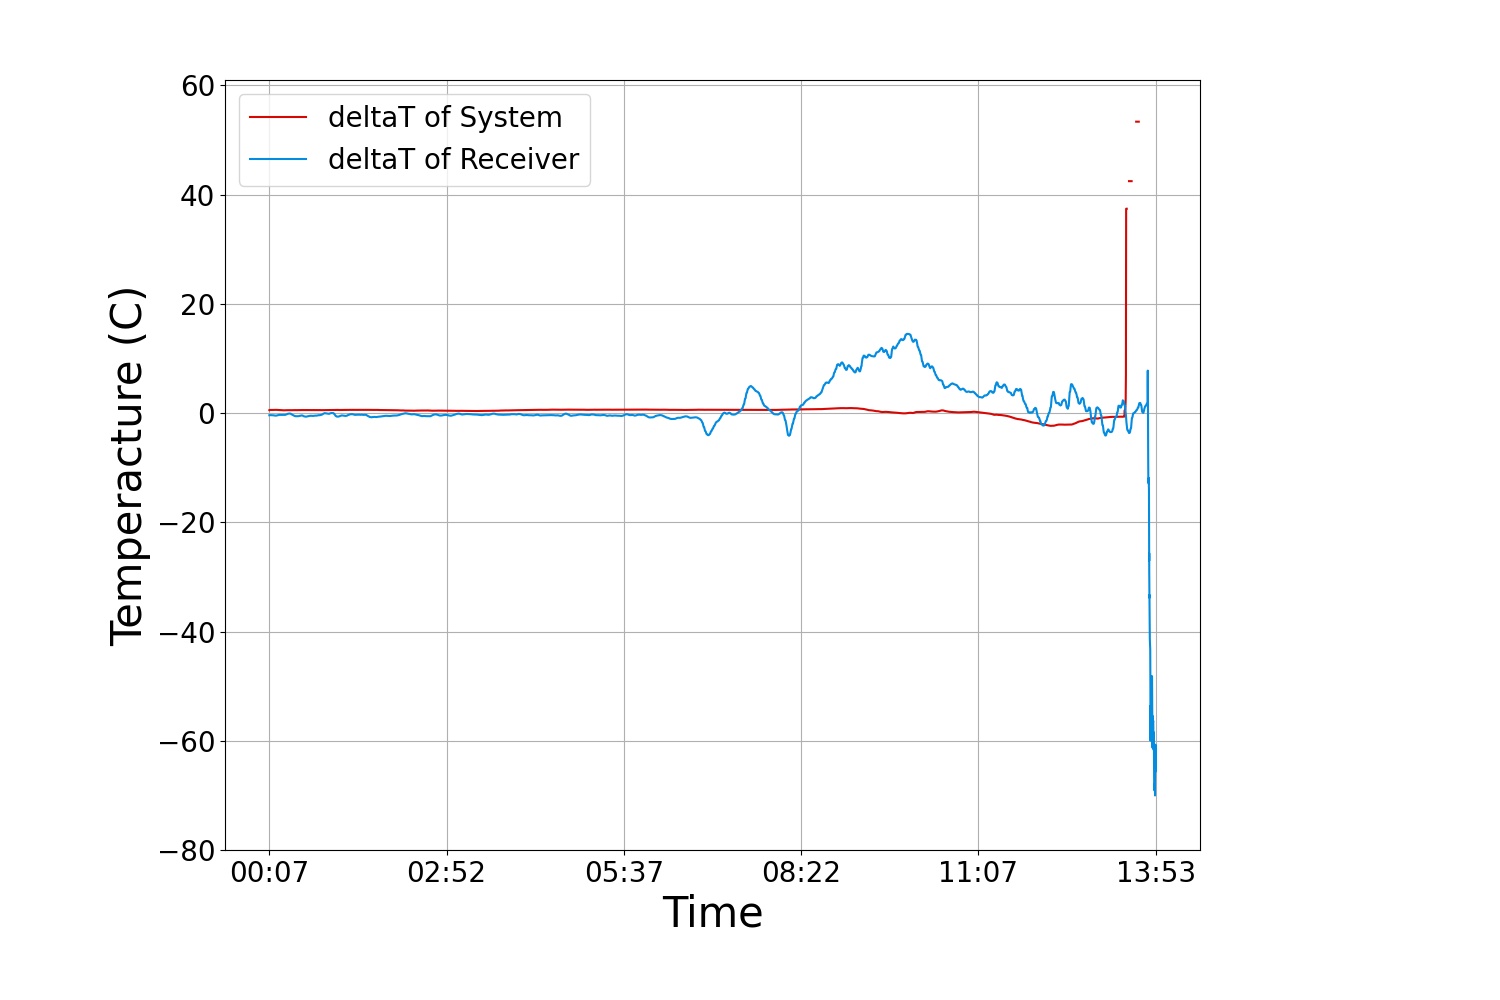 deltaT of System
deltaT of Receiver
60
40
20
0
−20
−40
−60
−80
Temperacture (C)
00:07 02:52 05:37 08:22 11:07 13:53
Time